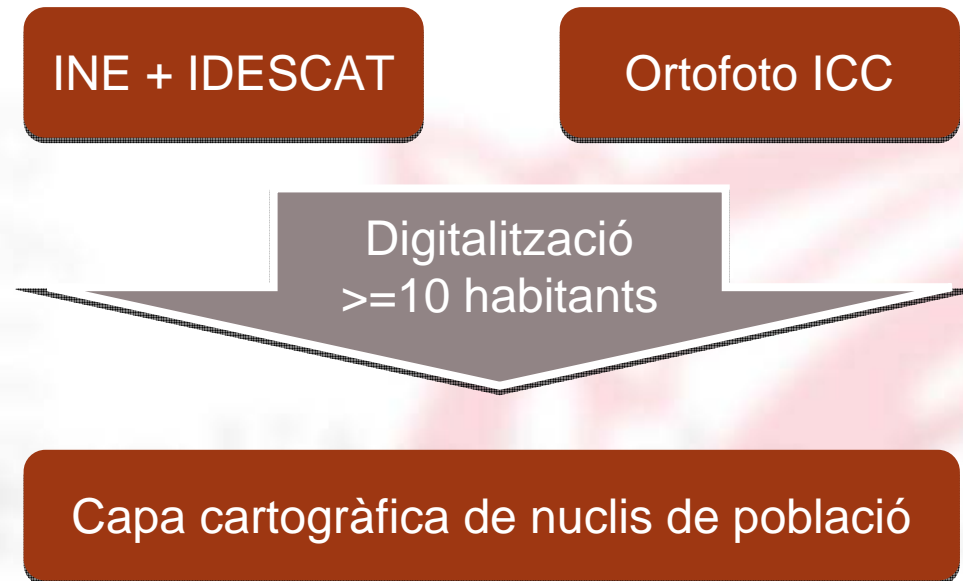 INE + IDESCAT
Ortofoto ICC
Digitalització
>=10 habitants
Capa cartogràfica de nuclis de població